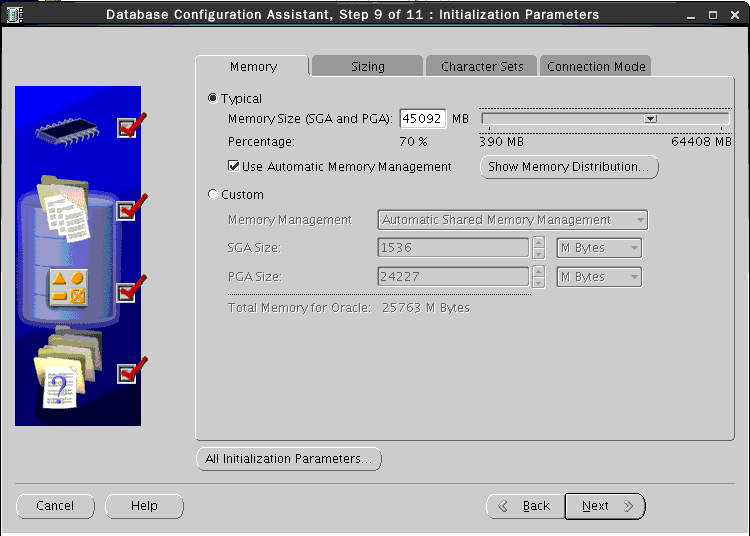 Database Configuration Assistant, Step 9 of 11 : Initialization Parameters
Memory Sizing Character Sets Connection Mode
Typical
Memory Size (SGA and PGA): 45092 MB
Percentage: 70 % 390 MB 64408 MB
Use Automatic Memory Management Show Memory Distribution...
Custom
Memory Management Automatic Shared Memory Management
SGA Size: 1536 M Bytes
PGA Size: 24227 M Bytes
Total Memory for Oracle: 25763 M Bytes
?
All Initialization Parameters...
Cancel Help Back Next